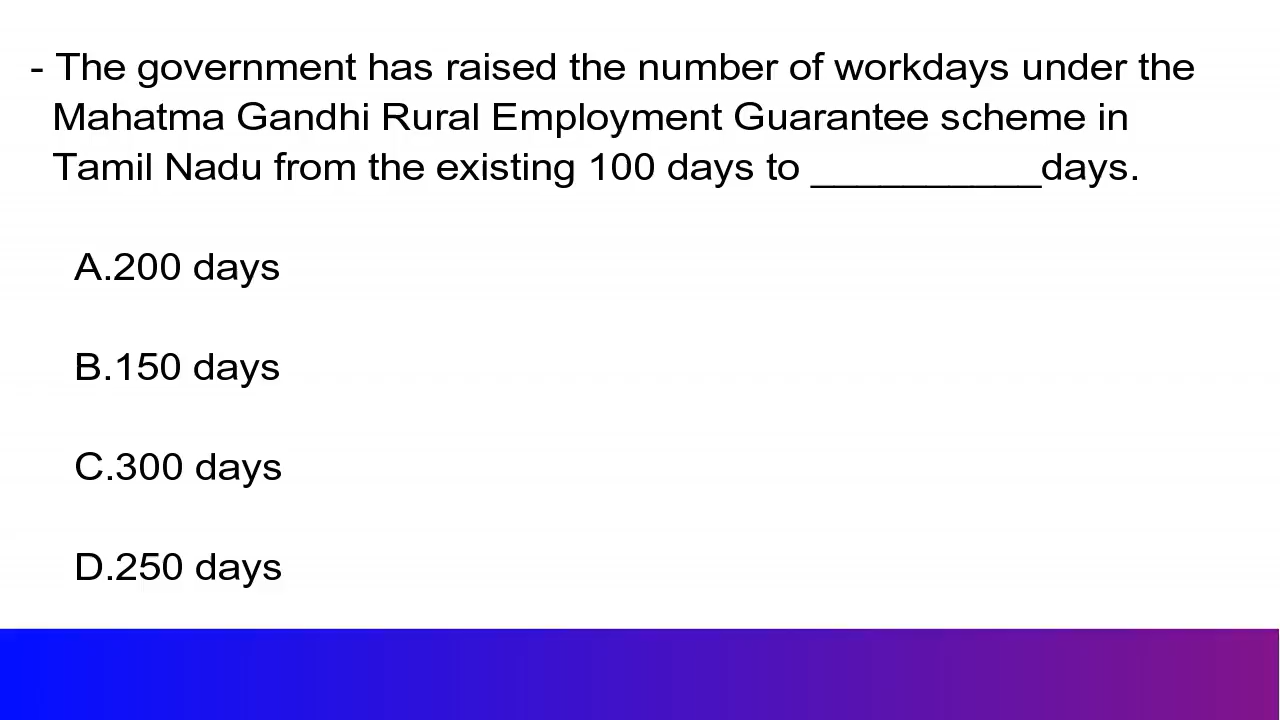 - The government has raised the number of workdays under the
Mahatma Gandhi Rural Employment Guarantee scheme in
Tamil Nadu from the existing 100 days to __________days.
A.200 days
B.150 days
C.300 days
D.250 days